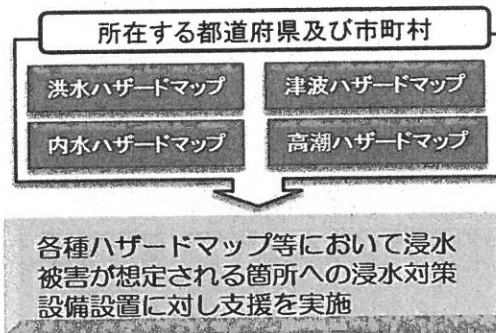 所在する都道府県及び市町村
洪水ハザードマップ
津波ハザードマップ
内水ハザードマップ
高潮ハザードマップ
各種ハザードマップ等において浸水
被害が想定される箇所への浸水対策
設備設置に対し支援を実施